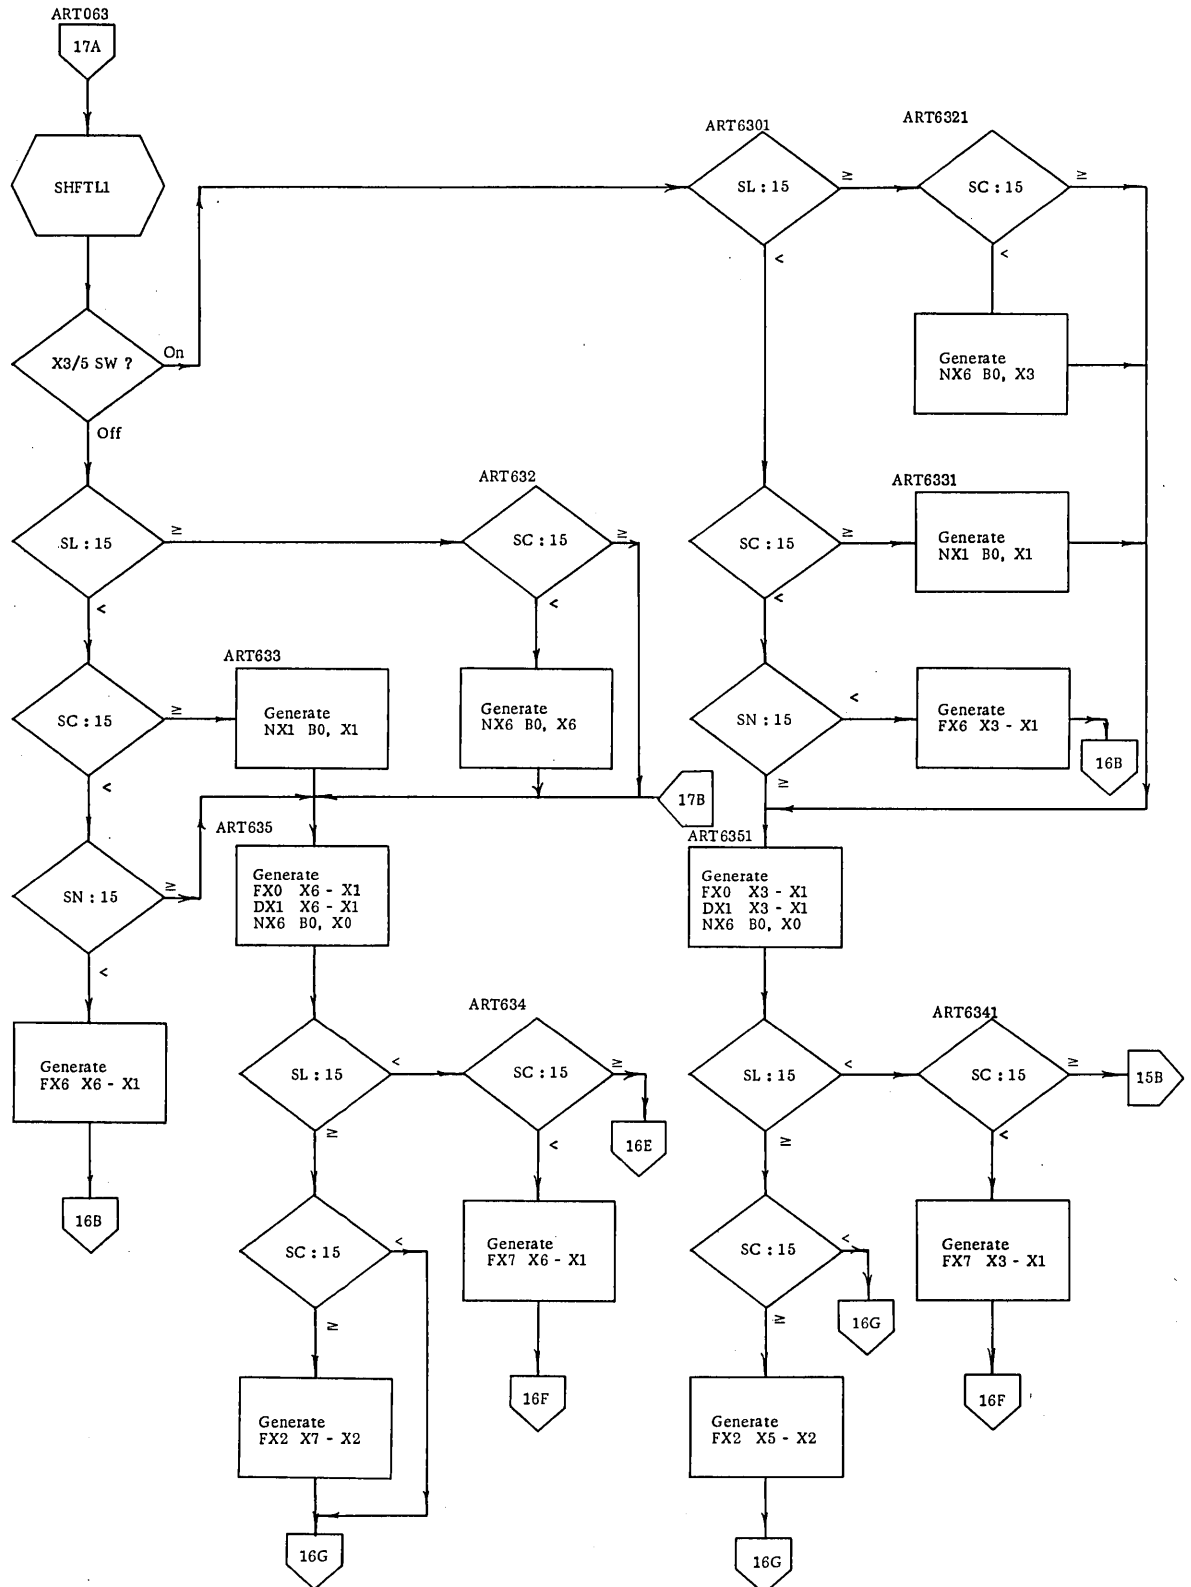 ART063
17A
SHFTL1
X3/5 SW ?
On
Off
ART6301
SL : 15
≥
<
ART6321
SC : 15
≥
<
Generate
NX6 B0, X3
SL : 15
≥
<
ART632
SC : 15
≥
<
Generate
NX6 B0, X6
SC : 15
≥
<
ART6331
Generate
NX1 B0, X1
SC : 15
≥
<
ART633
Generate
NX1 B0, X1
SN : 15
<
≥
Generate
FX6 X3 - X1
16B
17B
SN : 15
≥
<
ART635
Generate
FX0 X6 - X1
DX1 X6 - X1
NX6 B0, X0
ART6351
Generate
FX0 X3 - X1
DX1 X3 - X1
NX6 B0, X0
Generate
FX6 X6 - X1
16B
SL : 15
<
≥
ART634
SC : 15
≥
<
16E
SL : 15
<
≥
ART6341
SC : 15
≥
<
15B
SC : 15
<
≥
Generate
FX7 X6 - X1
16F
SC : 15
<
≥
16G
Generate
FX7 X3 - X1
16F
Generate
FX2 X7 - X2
16G
Generate
FX2 X5 - X2
16G